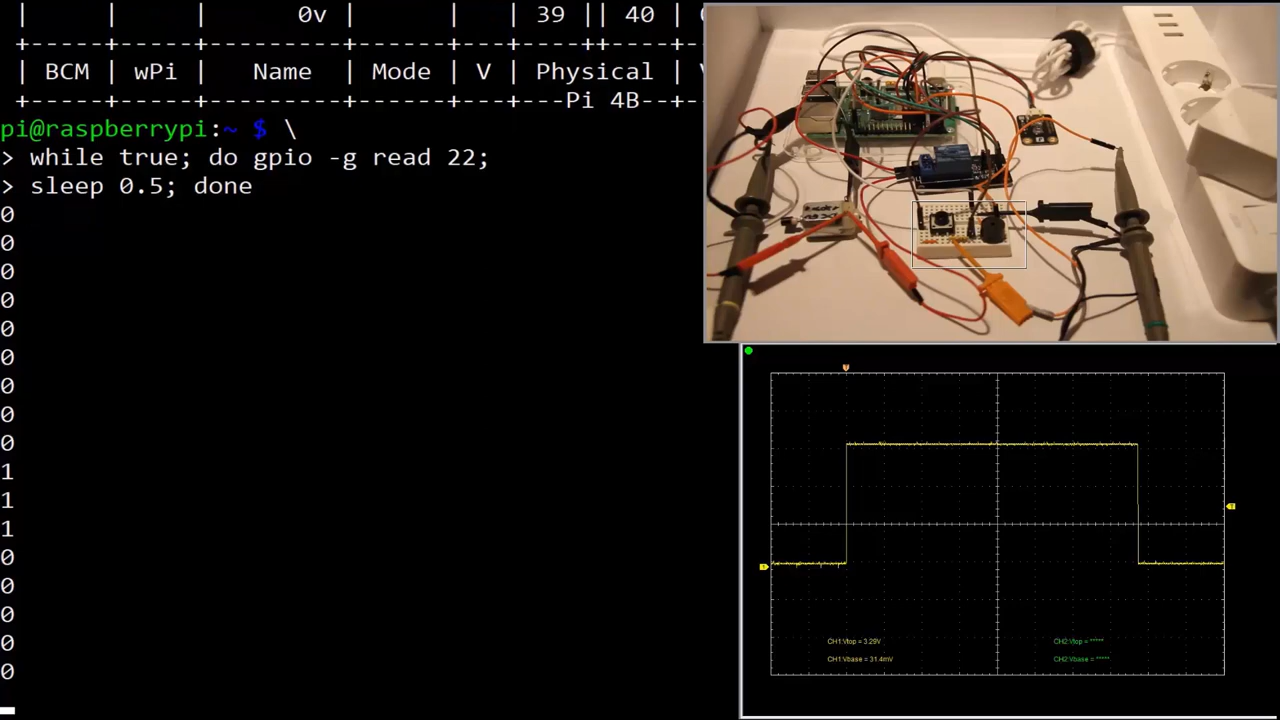 |     |     |     0v     |     |     | 39 || 40 |
+-----+-----+---------+------+---+----++----+--
| BCM | wPi |   Name  | Mode | V | Physical |
+-----+-----+---------+------+---+---Pi 4B--+--
pi@raspberrypi:~ $ \
> while true; do gpio -g read 22;
> sleep 0.5; done
0
0
0
0
0
0
0
0
0
1
1
1
0
0
0
0
0
CH1:Vtop = 3.29V
CH1:Vbase = 31.4mV
CH2:Vtop = *****
CH2:Vbase = *****